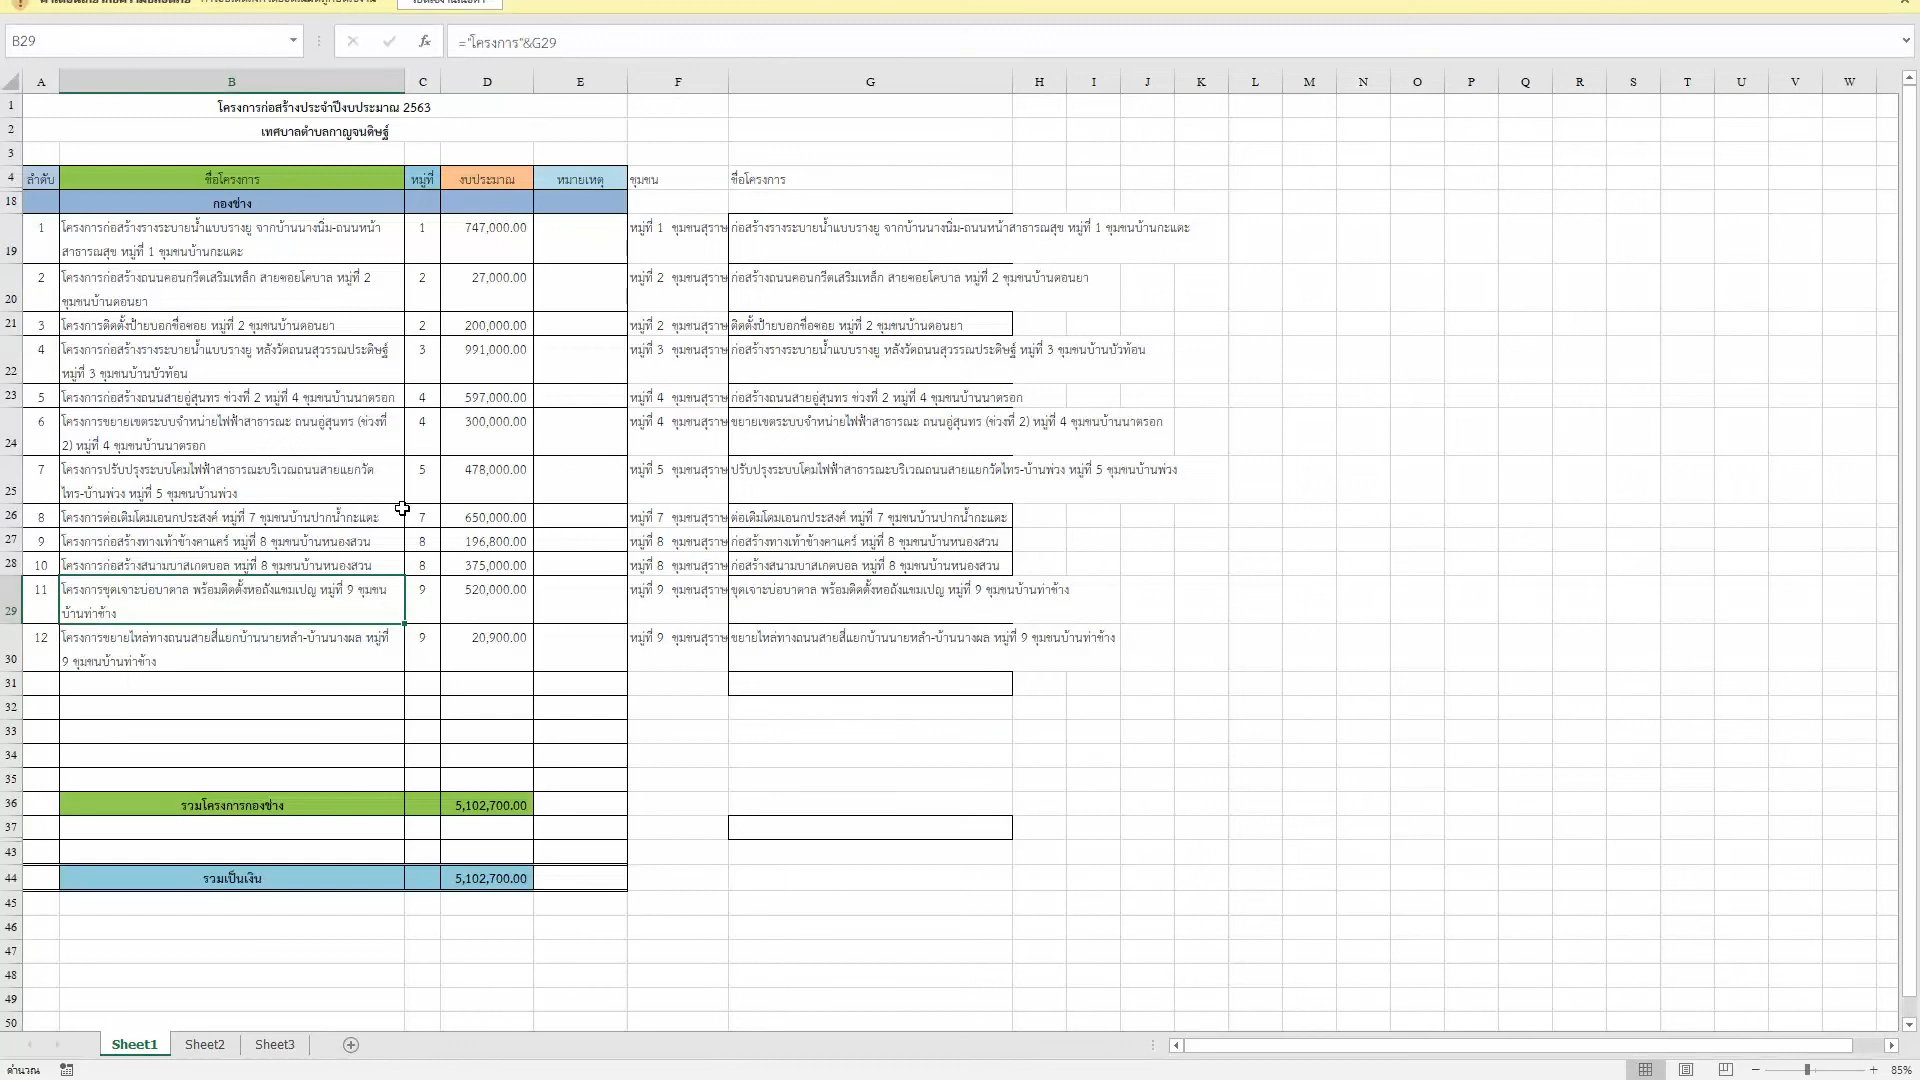 B29
="โครงการ"&G29
A B C D E F G H I J K L M N O P Q R S T U V W
1 โครงการก่อสร้างประจำปีงบประมาณ 2563
2 เทศบาลตำบลกาญจนดิษฐ์
3
4 ลำดับ ชื่อโครงการ หมู่ที่ งบประมาณ หมายเหตุ ชุมชน ชื่อโครงการ
18 กองช่าง
1 โครงการก่อสร้างรางระบายน้ำแบบรางยู จากบ้านนางนิ่ม-ถนนหน้า 1 747,000.00 หมู่ที่ 1 ชุมชนสุราษ ก่อสร้างรางระบายน้ำแบบรางยู จากบ้านนางนิ่ม-ถนนหน้าสาธารณสุข หมู่ที่ 1 ชุมชนบ้านกะแตะ
19 สาธารณสุข หมู่ที่ 1 ชุมชนบ้านกะแตะ
2 โครงการก่อสร้างถนนคอนกรีตเสริมเหล็ก สายซอยโคบาล หมู่ที่ 2 2 27,000.00 หมู่ที่ 2 ชุมชนสุราษ ก่อสร้างถนนคอนกรีตเสริมเหล็ก สายซอยโคบาล หมู่ที่ 2 ชุมชนบ้านดอนยา
20 ชุมชนบ้านดอนยา
21 3 โครงการติดตั้งป้ายบอกชื่อซอย หมู่ที่ 2 ชุมชนบ้านดอนยา 2 200,000.00 หมู่ที่ 2 ชุมชนสุราษ ติดตั้งป้ายบอกชื่อซอย หมู่ที่ 2 ชุมชนบ้านดอนยา
4 โครงการก่อสร้างรางระบายน้ำแบบรางยู หลังวัดถนนสุวรรณประดิษฐ์ 3 991,000.00 หมู่ที่ 3 ชุมชนสุราษ ก่อสร้างรางระบายน้ำแบบรางยู หลังวัดถนนสุวรรณประดิษฐ์ หมู่ที่ 3 ชุมชนบ้านบัวท้อน
22 หมู่ที่ 3 ชุมชนบ้านบัวท้อน
23 5 โครงการก่อสร้างถนนสายอู่สุนทร ช่วงที่ 2 หมู่ที่ 4 ชุมชนบ้านนาตรอก 4 597,000.00 หมู่ที่ 4 ชุมชนสุราษ ก่อสร้างถนนสายอู่สุนทร ช่วงที่ 2 หมู่ที่ 4 ชุมชนบ้านนาตรอก
6 โครงการขยายเขตระบบจำหน่ายไฟฟ้าสาธารณะ ถนนอู่สุนทร (ช่วงที่ 4 300,000.00 หมู่ที่ 4 ชุมชนสุราษ ขยายเขตระบบจำหน่ายไฟฟ้าสาธารณะ ถนนอู่สุนทร (ช่วงที่ 2) หมู่ที่ 4 ชุมชนบ้านนาตรอก
24 2) หมู่ที่ 4 ชุมชนบ้านนาตรอก
7 โครงการปรับปรุงระบบโคมไฟฟ้าสาธารณะบริเวณถนนสายแยกวัด 5 478,000.00 หมู่ที่ 5 ชุมชนสุราษ ปรับปรุงระบบโคมไฟฟ้าสาธารณะบริเวณถนนสายแยกวัดไทร-บ้านพ่วง หมู่ที่ 5 ชุมชนบ้านพ่วง
25 ไทร-บ้านพ่วง หมู่ที่ 5 ชุมชนบ้านพ่วง
26 8 โครงการต่อเติมโดมเอนกประสงค์ หมู่ที่ 7 ชุมชนบ้านปากน้ำกะแตะ 7 650,000.00 หมู่ที่ 7 ชุมชนสุราษ ต่อเติมโดมเอนกประสงค์ หมู่ที่ 7 ชุมชนบ้านปากน้ำกะแตะ
27 9 โครงการก่อสร้างทางเท้าข้างคาแคร์ หมู่ที่ 8 ชุมชนบ้านหนองสวน 8 196,800.00 หมู่ที่ 8 ชุมชนสุราษ ก่อสร้างทางเท้าข้างคาแคร์ หมู่ที่ 8 ชุมชนบ้านหนองสวน
28 10 โครงการก่อสร้างสนามบาสเกตบอล หมู่ที่ 8 ชุมชนบ้านหนองสวน 8 375,000.00 หมู่ที่ 8 ชุมชนสุราษ ก่อสร้างสนามบาสเกตบอล หมู่ที่ 8 ชุมชนบ้านหนองสวน
11 โครงการขุดเจาะบ่อบาดาล พร้อมติดตั้งหอถังแชมเปญ หมู่ที่ 9 ชุมชน 9 520,000.00 หมู่ที่ 9 ชุมชนสุราษ ขุดเจาะบ่อบาดาล พร้อมติดตั้งหอถังแชมเปญ หมู่ที่ 9 ชุมชนบ้านท่าช้าง
29 บ้านท่าช้าง
12 โครงการขยายไหล่ทางถนนสายสี่แยกบ้านนายหลำ-บ้านนางผล หมู่ที่ 9 20,900.00 หมู่ที่ 9 ชุมชนสุราษ ขยายไหล่ทางถนนสายสี่แยกบ้านนายหลำ-บ้านนางผล หมู่ที่ 9 ชุมชนบ้านท่าช้าง
30 9 ชุมชนบ้านท่าช้าง
31
32
33
34
35
36 รวมโครงการกองช่าง 5,102,700.00
37
43
44 รวมเป็นเงิน 5,102,700.00
45
46
47
48
49
50
Sheet1 Sheet2 Sheet3
คำนวณ 85%